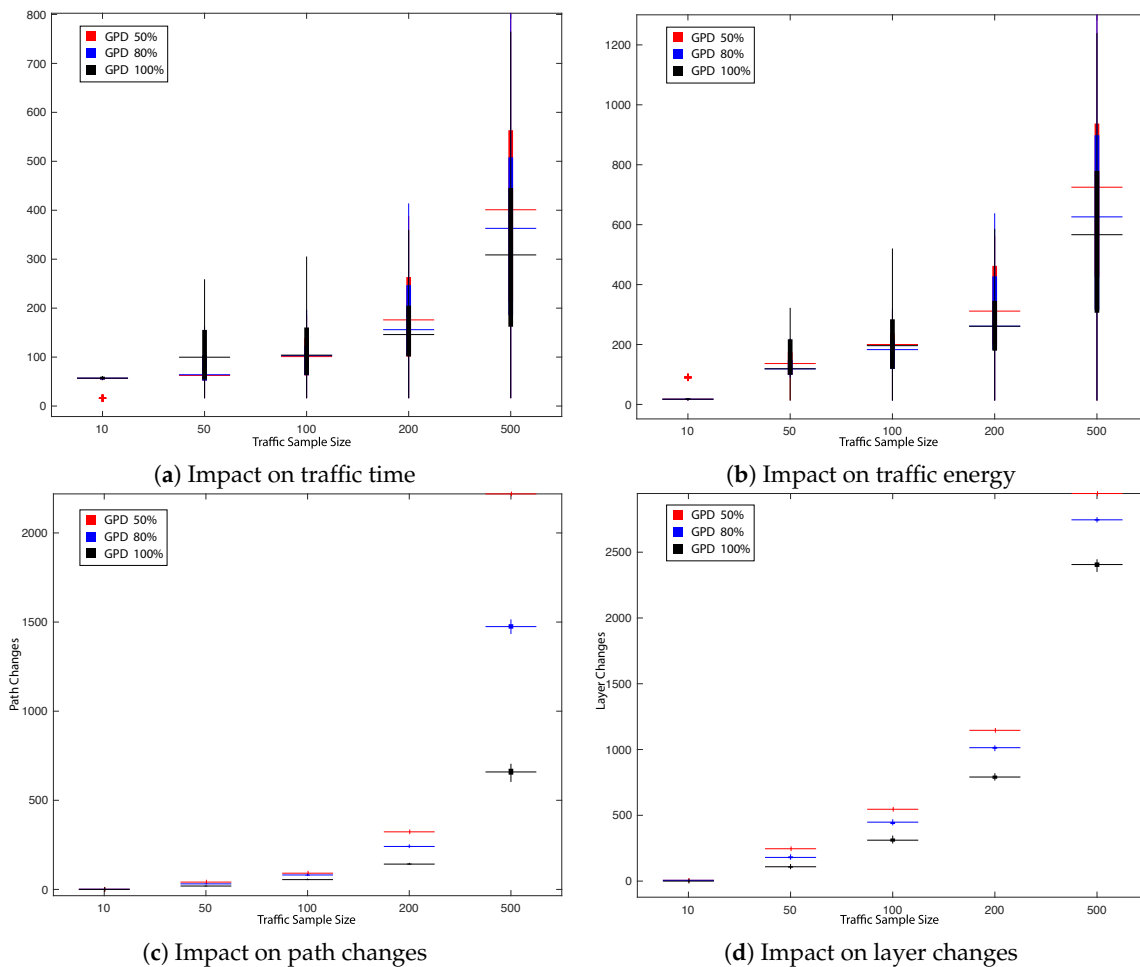 800
700
600
500
400
300
200
100
0
GPD 50%
GPD 80%
GPD 100%
10 50 100 200 500
Traffic Sample Size
(a) Impact on traffic time
1200
1000
800
600
400
200
0
GPD 50%
GPD 80%
GPD 100%
10 50 100 200 500
Traffic Sample Size
(b) Impact on traffic energy
Path Changes
2000
1500
1000
500
0
GPD 50%
GPD 80%
GPD 100%
10 50 100 200 500
Traffic Sample Size
(c) Impact on path changes
Layer Changes
2500
2000
1500
1000
500
0
GPD 50%
GPD 80%
GPD 100%
10 50 100 200 500
Traffic Sample Size
(d) Impact on layer changes